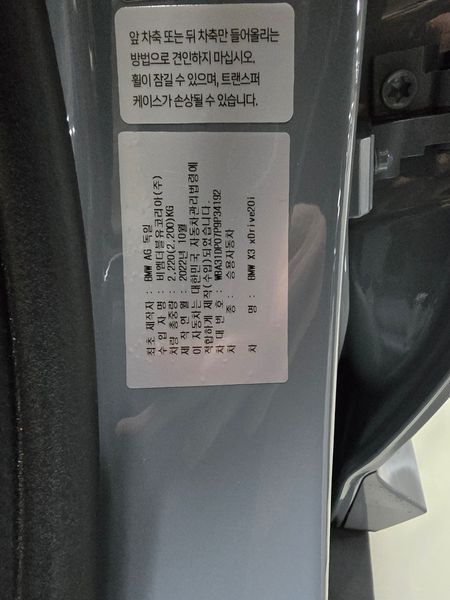 앞 차축 또는 뒤 차축만 들어올리는
방법으로 견인하지 마십시오.
휠이 잠길 수 있으며, 트랜스퍼
케이스가 손상될 수 있습니다.
최초 제작자 : BMW AG 독일
수 입 사 명 : 비엠더블유코리아(주)
차량 총중량 : 2,220(2,200)KG
제 작 연 월 : 2022년 10월
이 자동차는 대한민국 자동차관리법령에
적합하게 제작(수입)되었습니다.
차 대 번 호 : WBA31DP07P9P34192
차 종 : 승용자동차
차 명 : BMW X3 xDrive20i